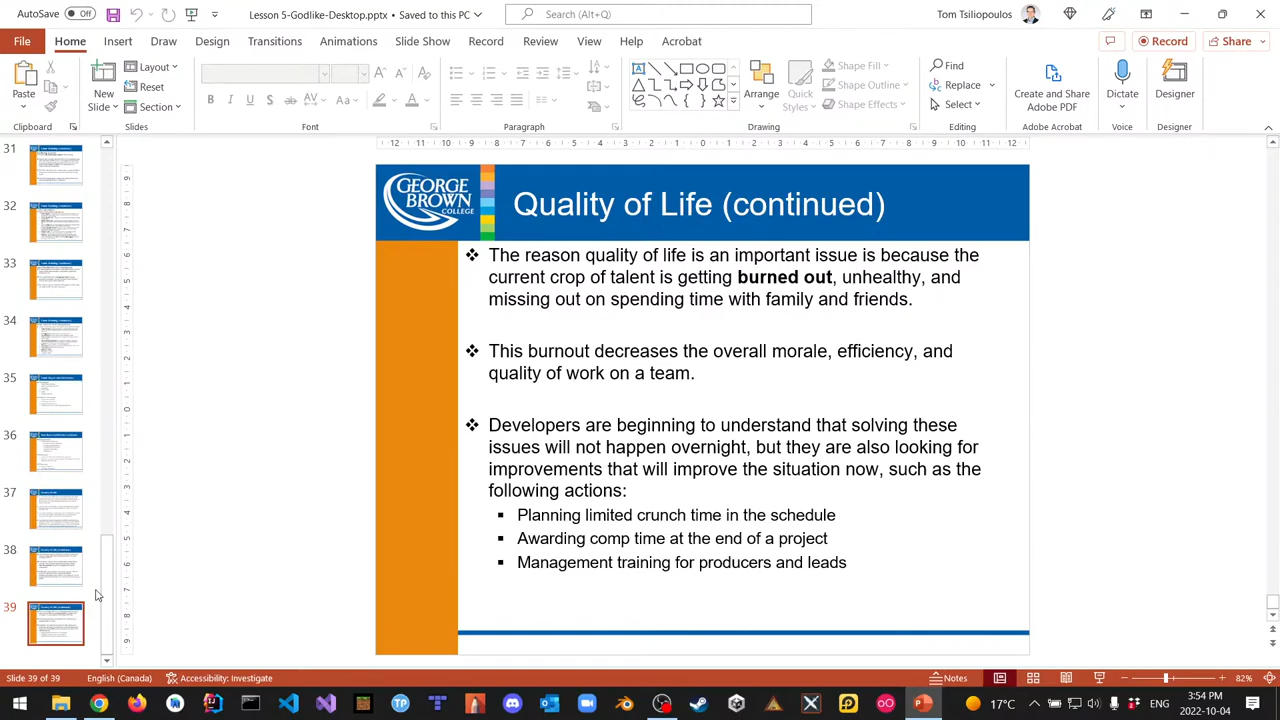 AutoSave Off Lesson 5-Godlike Desktop.pptx • Saved to this PC Search (Alt+Q) Tom Tsiliopoulos
File Home Insert Draw Design Transitions Animations Slide Show Record Review View Help Acrobat Record Share
Paste New Slide Layout Reset Section Arrange Quick Styles Shape Fill Shape Outline Shape Effects Find Replace Select Create and Share Adobe PDF Dictate
Clipboard Slides Font Paragraph Drawing Editing Adobe Acrobat Voice Designer
31
32
33
34
35
36
37
38
39
GEORGE
BROWN
COLLEGE
Quality of Life (continued)
The reason quality of life is an important issue is because the
current crop of talent is getting burned out, unhealthy, and
missing out on spending time with family and friends.
This burnout decreases the overall morale, efficiency, and
quality of work on a team.
Developers are beginning to understand that solving these
issues won't happen overnight, but they are also looking for
improvements that will improve the situation now, such as the
following actions:
Planning limited crunch time in a schedule
Awarding comp time at the end of a project
Management training for producers and leads
Slide 39 of 39 English (Canada) Accessibility: Investigate Notes 82%
17°C ENG 3:54 PM
2022-10-04